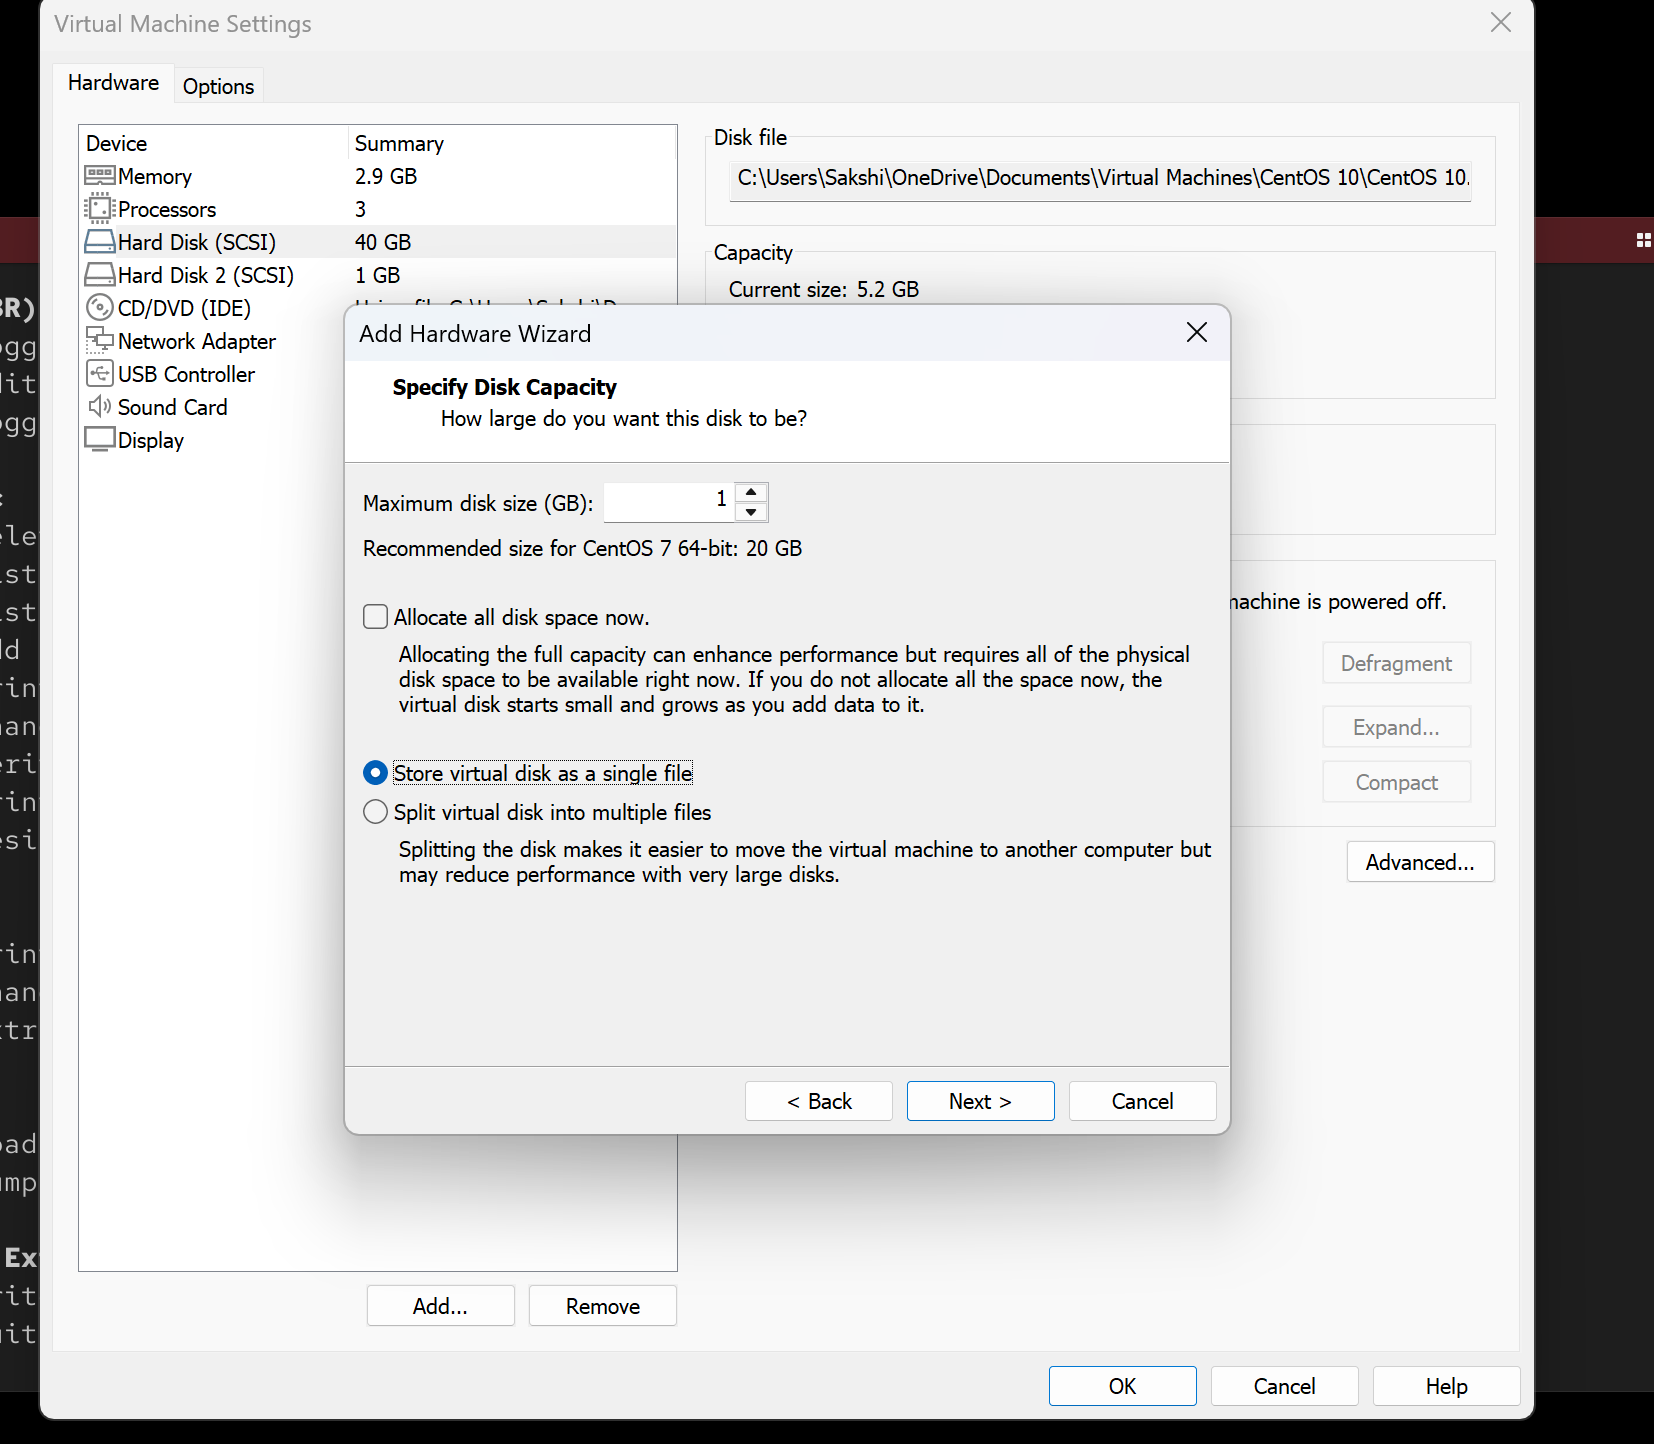 Virtual Machine Settings
Hardware
Options
Device Summary
Memory 2.9 GB
Processors 3
Hard Disk (SCSI) 40 GB
Hard Disk 2 (SCSI) 1 GB
CD/DVD (IDE)
Network Adapter
USB Controller
Sound Card
Display
Add...
Remove
Disk file
C:\Users\Sakshi\OneDrive\Documents\Virtual Machines\CentOS 10\CentOS 10.
Capacity
Current size: 5.2 GB
machine is powered off.
Defragment
Expand...
Compact
Advanced...
Add Hardware Wizard
Specify Disk Capacity
How large do you want this disk to be?
Maximum disk size (GB): 1
Recommended size for CentOS 7 64-bit: 20 GB
Allocate all disk space now.
Allocating the full capacity can enhance performance but requires all of the physical
disk space to be available right now. If you do not allocate all the space now, the
virtual disk starts small and grows as you add data to it.
Store virtual disk as a single file
Split virtual disk into multiple files
Splitting the disk makes it easier to move the virtual machine to another computer but
may reduce performance with very large disks.
< Back
Next >
Cancel
OK
Cancel
Help